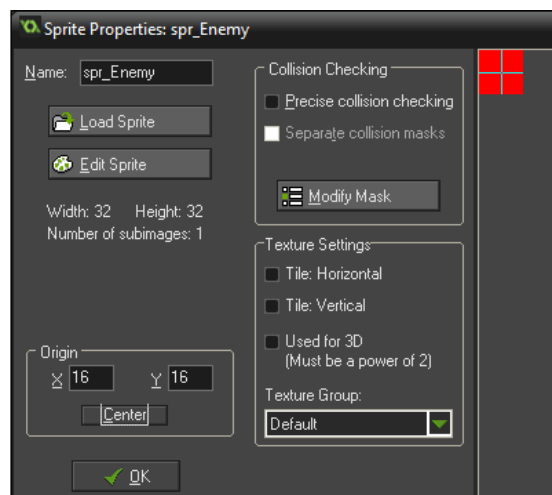 Sprite Properties: spr_Enemy
Name: spr_Enemy
Load Sprite
Edit Sprite
Width: 32 Height: 32
Number of subimages: 1
Origin
X 16 Y 16
Center
OK
Collision Checking
Precise collision checking
Separate collision masks
Modify Mask
Texture Settings
Tile: Horizontal
Tile: Vertical
Used for 3D
(Must be a power of 2)
Texture Group:
Default